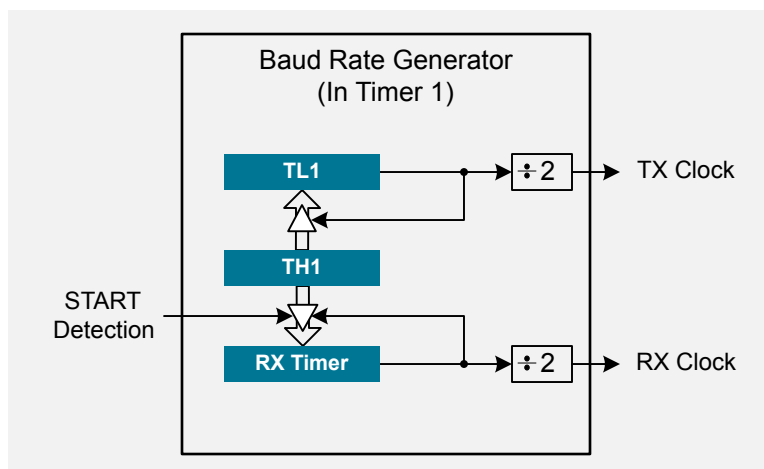 Baud Rate Generator
(In Timer 1)
TL1
÷2
TX Clock
TH1
START
Detection
RX Timer
÷2
RX Clock